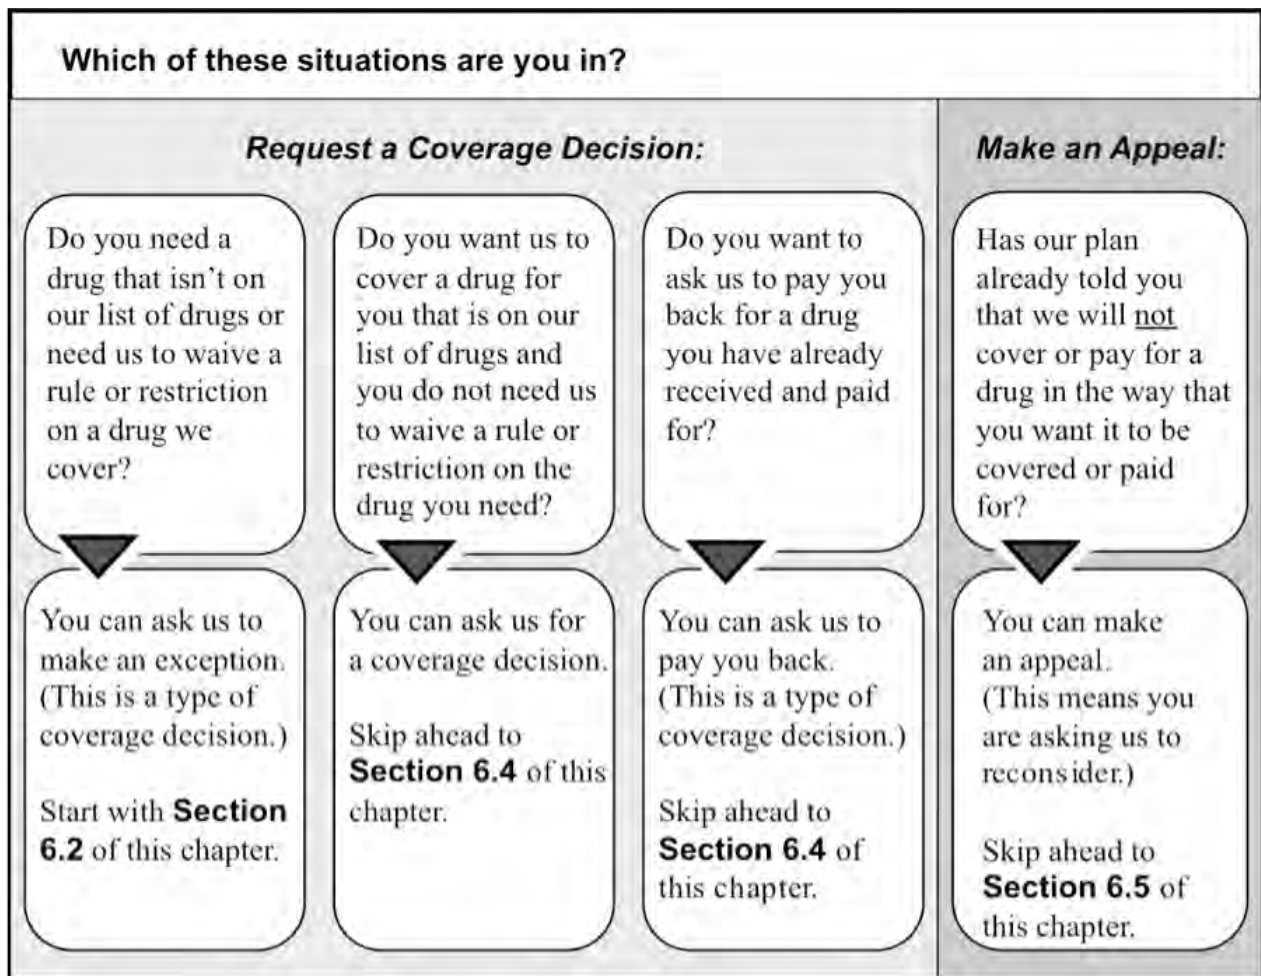 Which of these situations are you in?
Request a Coverage Decision:
Make an Appeal:
Do you need a
drug that isn’t on
our list of drugs or
need us to waive a
rule or restriction
on a drug we
cover?
Do you want us to
cover a drug for
you that is on our
list of drugs and
you do not need us
to waive a rule or
restriction on the
drug you need?
Do you want to
ask us to pay you
back for a drug
you have already
received and paid
for?
Has our plan
already told you
that we will not
cover or pay for a
drug in the way that
you want it to be
covered or paid
for?
You can ask us to
make an exception.
(This is a type of
coverage decision.)
Start with Section
6.2 of this chapter.
You can ask us for
a coverage decision.
Skip ahead to
Section 6.4 of this
chapter.
You can ask us to
pay you back.
(This is a type of
coverage decision.)
Skip ahead to
Section 6.4 of
this chapter.
You can make
an appeal.
(This means you
are asking us to
reconsider.)
Skip ahead to
Section 6.5 of
this chapter.